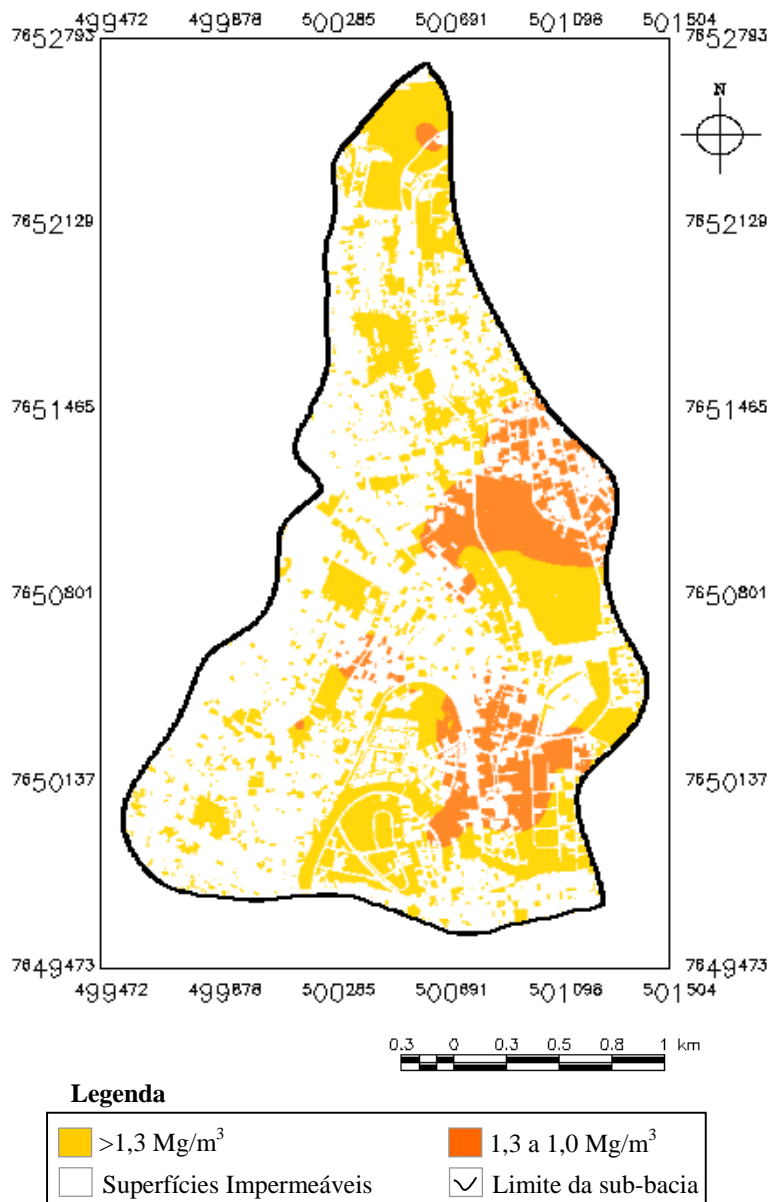 499472 499878 500285 500691 501098 501504
7652793 7652793
N
7652129 7652129
7651465 7651465
7650801 7650801
7650137 7650137
7649473 7649473
499472 499878 500285 500691 501098 501504
0.3 0 0.3 0.5 0.8 1 km
Legenda
>1,3 Mg/m³ 1,3 a 1,0 Mg/m³
Superfícies Impermeáveis Limite da sub-bacia